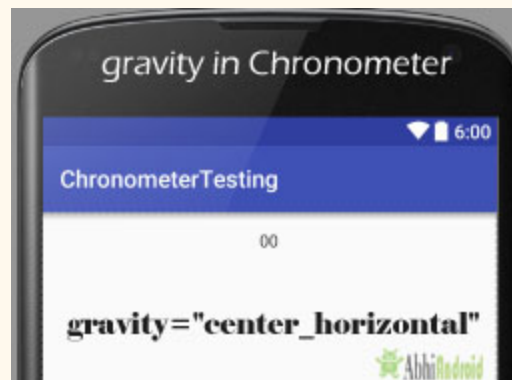 gravity in Chronometer
6:00
ChronometerTesting
00
gravity="center_horizontal"
AbhiAndroid